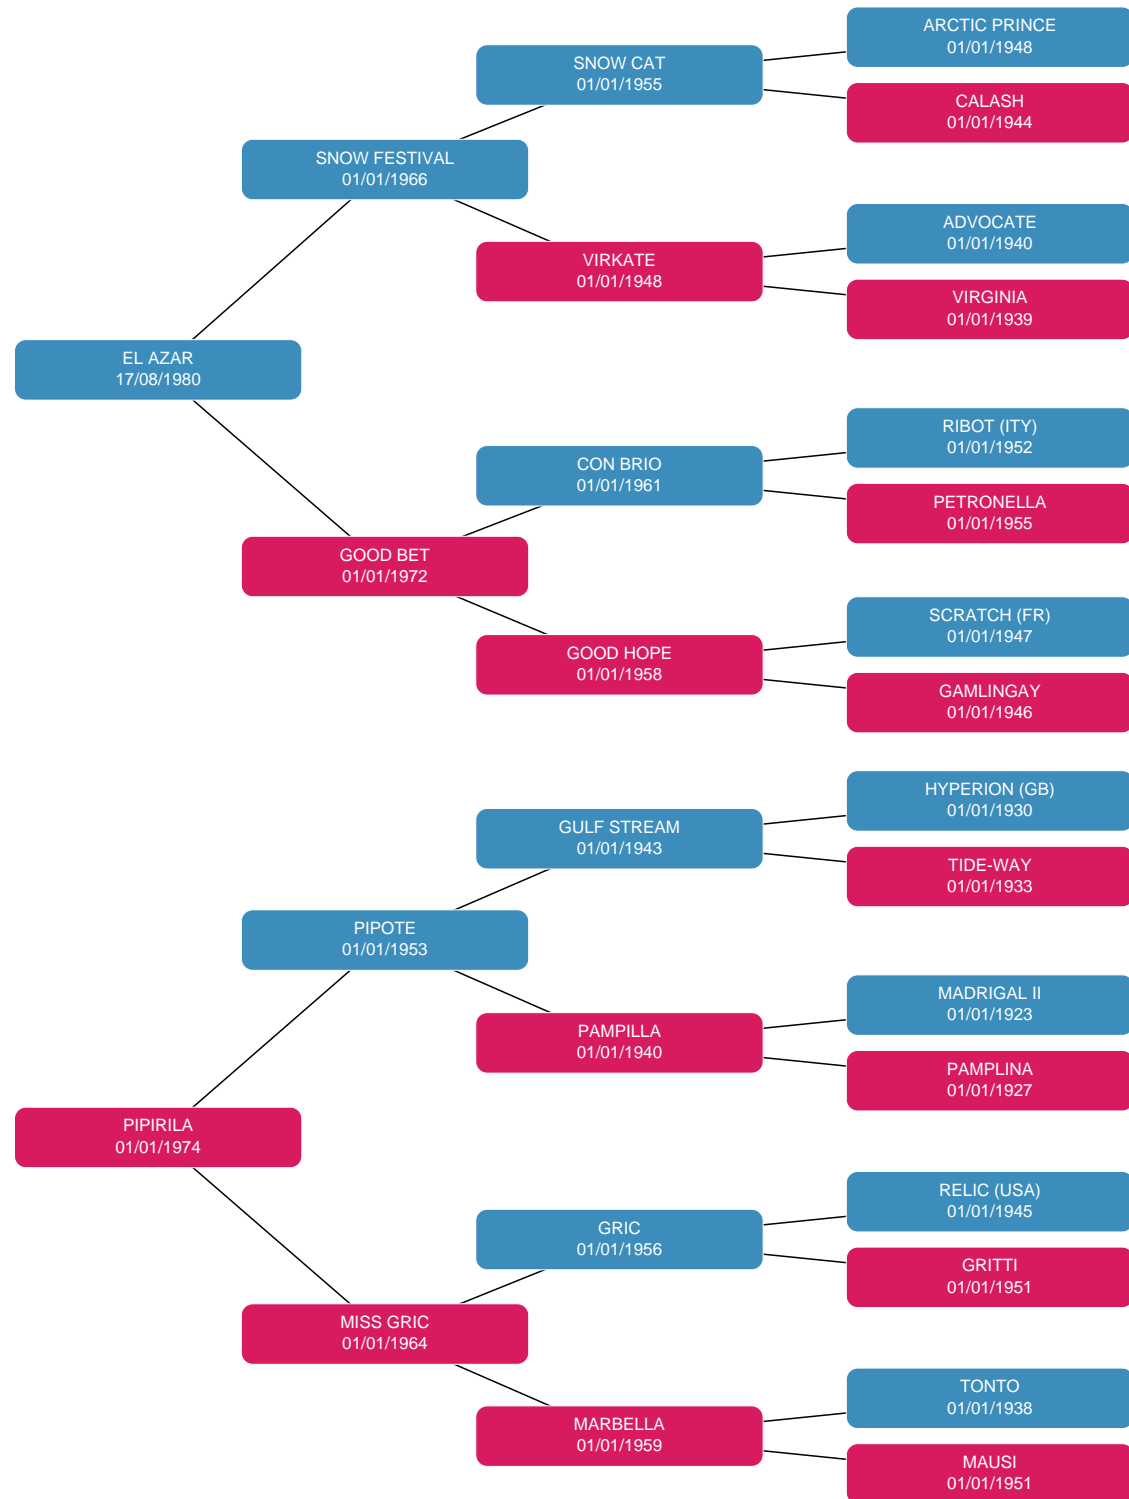 ARCTIC PRINCE
01/01/1948
SNOW CAT
01/01/1955
CALASH
01/01/1944
SNOW FESTIVAL
01/01/1966
ADVOCATE
01/01/1940
VIRKATE
01/01/1948
VIRGINIA
01/01/1939
EL AZAR
17/08/1980
RIBOT (ITY)
01/01/1952
CON BRIO
01/01/1961
PETRONELLA
01/01/1955
GOOD BET
01/01/1972
SCRATCH (FR)
01/01/1947
GOOD HOPE
01/01/1958
GAMLINGAY
01/01/1946
HYPERION (GB)
01/01/1930
GULF STREAM
01/01/1943
TIDE-WAY
01/01/1933
PIPOTE
01/01/1953
MADRIGAL II
01/01/1923
PAMPILLA
01/01/1940
PAMPLINA
01/01/1927
PIPIRILA
01/01/1974
RELIC (USA)
01/01/1945
GRIC
01/01/1956
GRITTI
01/01/1951
MISS GRIC
01/01/1964
TONTO
01/01/1938
MARBELLA
01/01/1959
MAUSI
01/01/1951